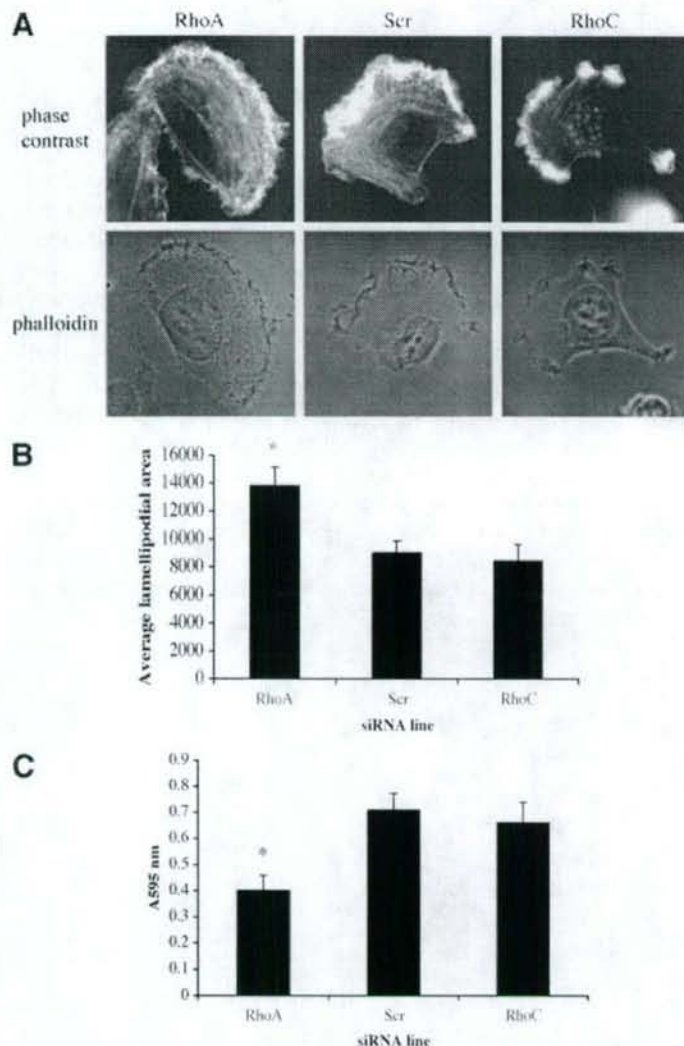 A
RhoA Scr RhoC
phase
contrast
phalloidin
B
*
16000
14000
12000
10000
8000
6000
4000
2000
0
Average lamellipodial area
RhoA Scr RhoC
siRNA line
C
0.9
0.8
0.7
0.6
0.5
0.4
0.3
0.2
0.1
0
*
A595 nm
RhoA Scr RhoC
siRNA line